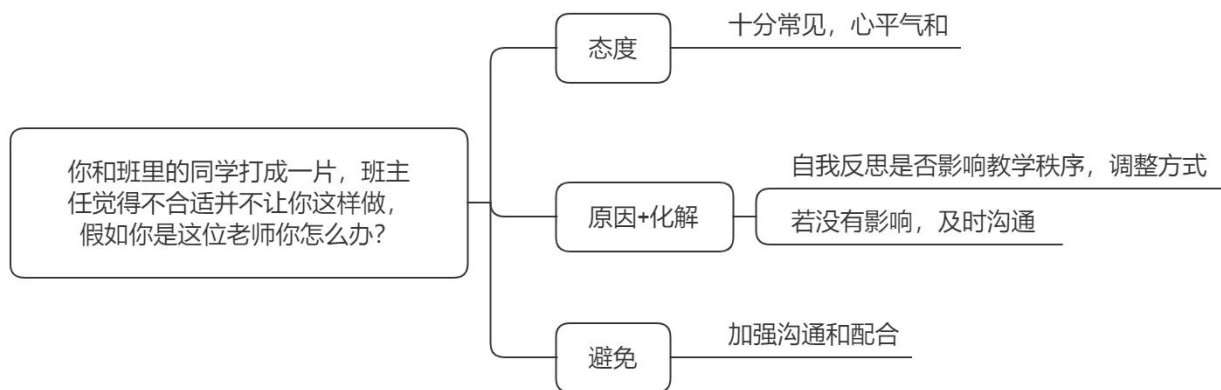 你和班里的同学打成一片，班主
任觉得不合适并不让你这样做，
假如你是这位老师你怎么办？
态度
十分常见，心平气和
原因+化解
自我反思是否影响教学秩序，调整方式
若没有影响，及时沟通
避免
加强沟通和配合